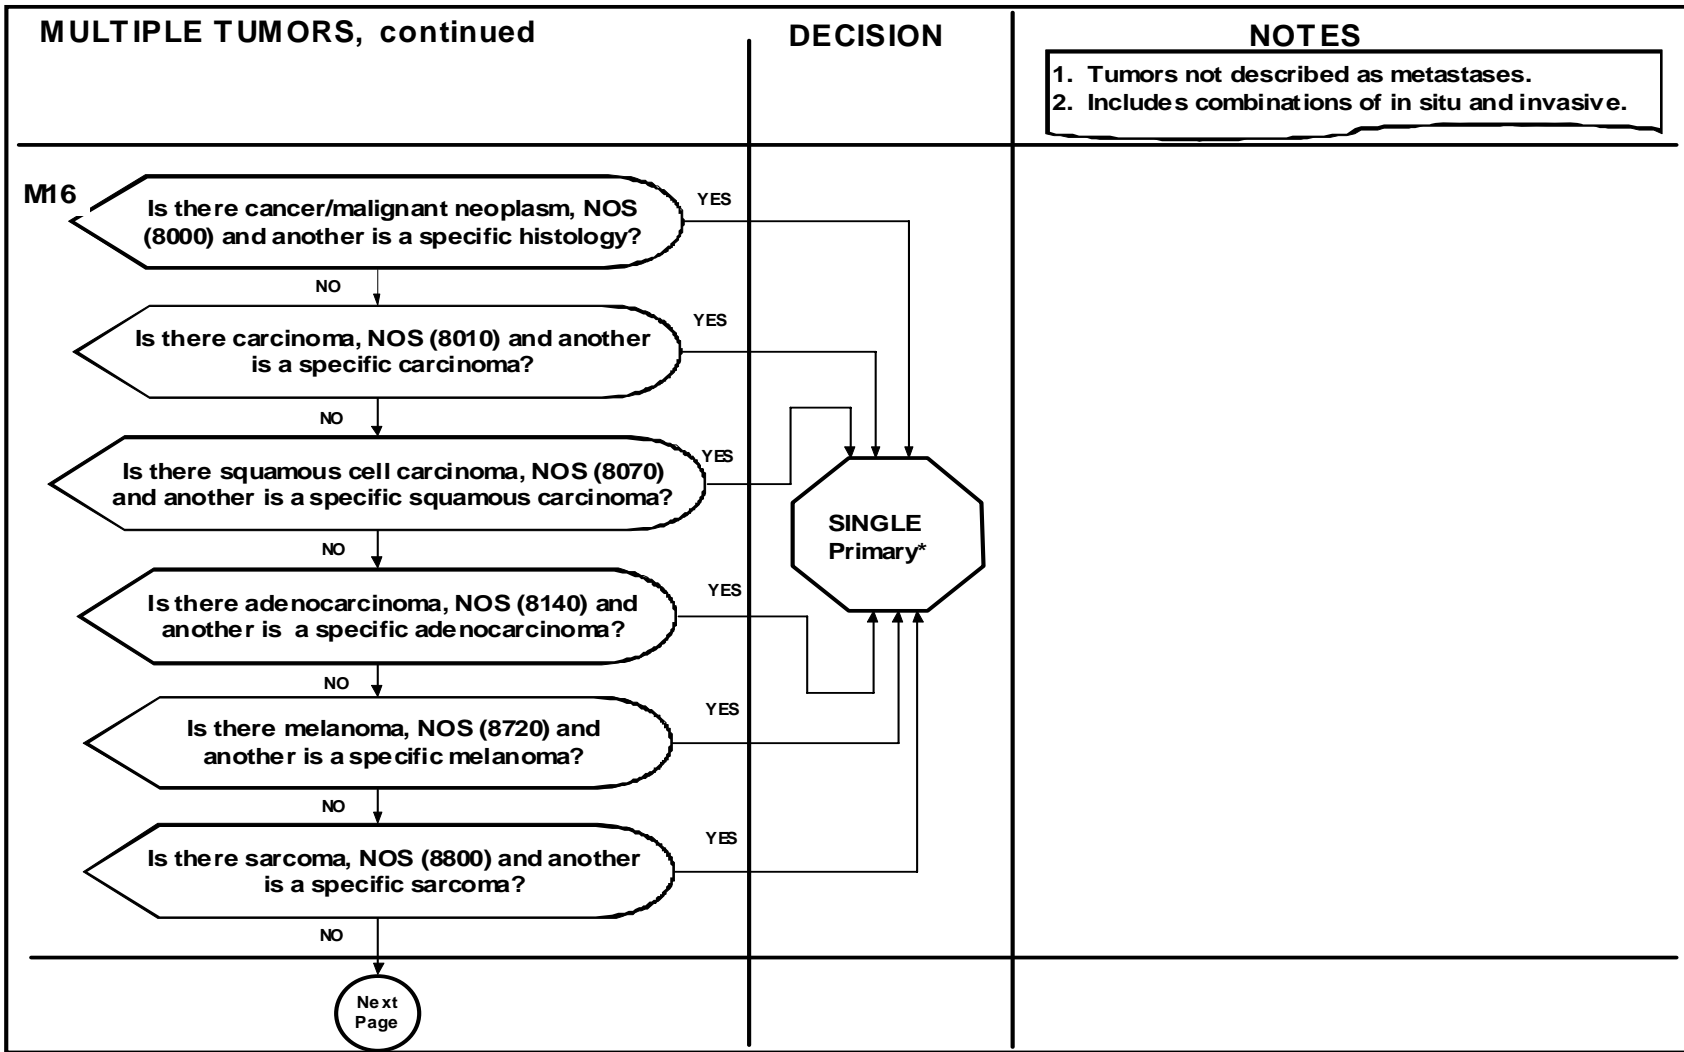 MULTIPLE TUMORS, continued
DECISION
NOTES
1. Tumors not described as metastases.
2. Includes combinations of in situ and invasive.
M16
Is there cancer/malignant neoplasm, NOS
(8000) and another is a specific histology?
YES
NO
Is there carcinoma, NOS (8010) and another
is a specific carcinoma?
YES
NO
Is there squamous cell carcinoma, NOS (8070)
and another is a specific squamous carcinoma?
YES
NO
SINGLE
Primary*
Is there adenocarcinoma, NOS (8140) and
another is a specific adenocarcinoma?
YES
NO
Is there melanoma, NOS (8720) and
another is a specific melanoma?
YES
NO
Is there sarcoma, NOS (8800) and another
is a specific sarcoma?
YES
NO
Next
Page